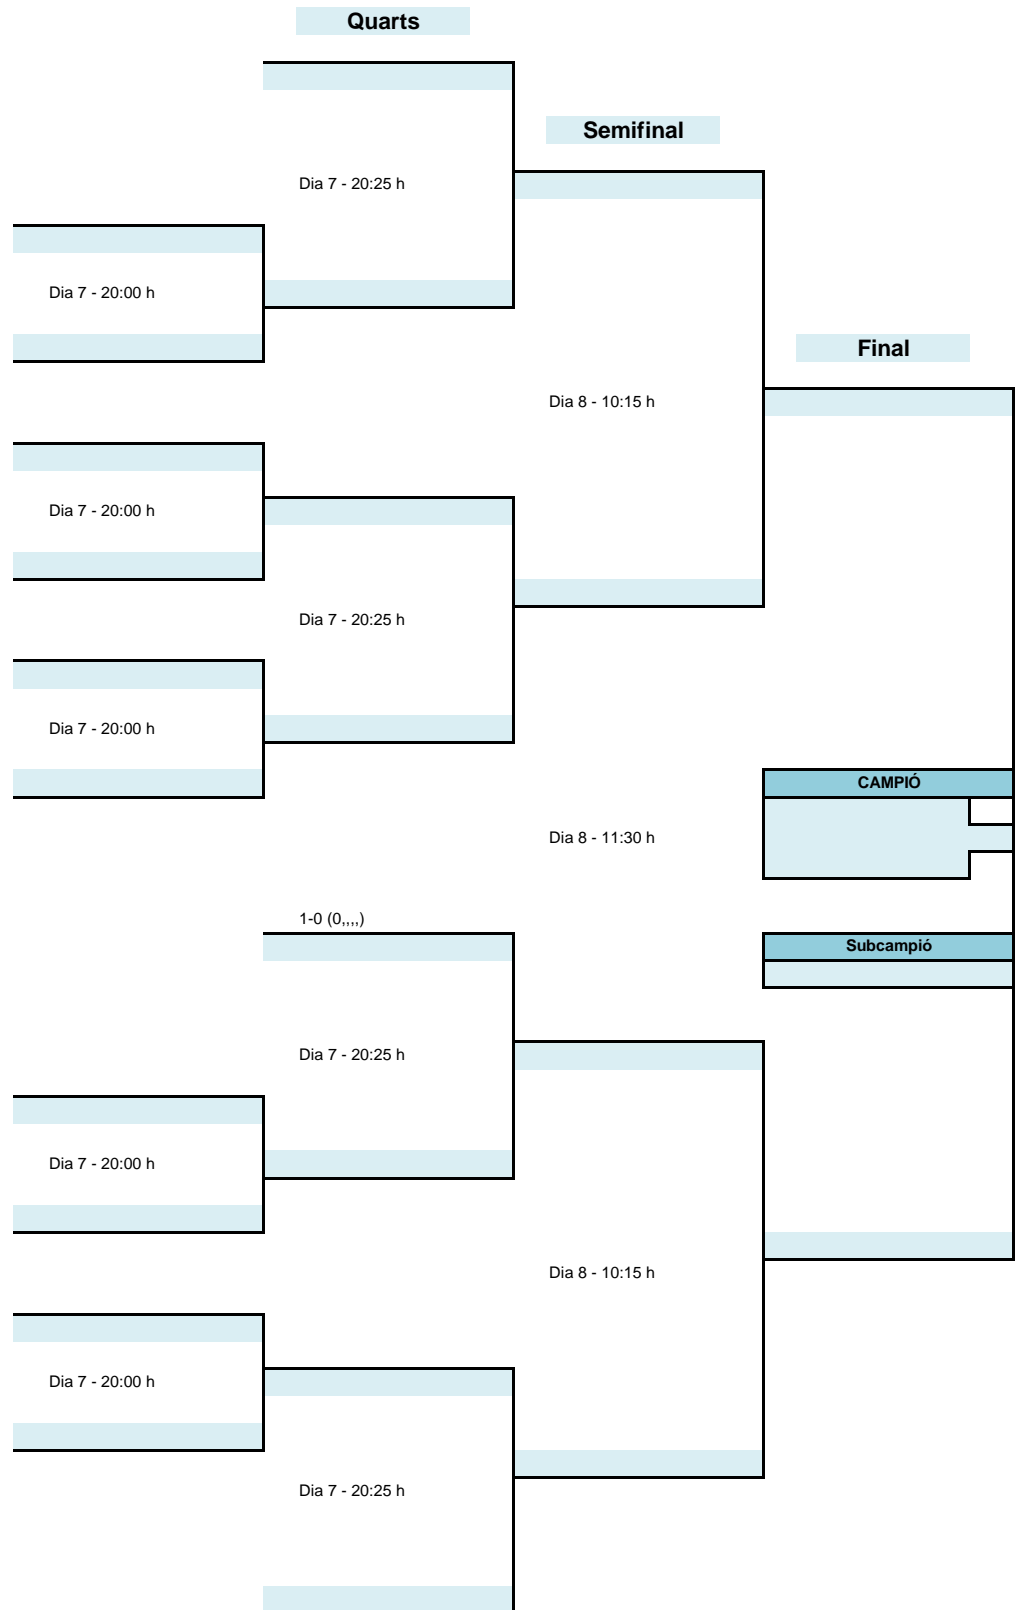 Quarts
Semifinal
Dia 7 - 20:25 h
Dia 7 - 20:00 h
Final
Dia 8 - 10:15 h
Dia 7 - 20:00 h
Dia 7 - 20:25 h
Dia 7 - 20:00 h
CAMPIÓ
Dia 8 - 11:30 h
1-0 (0,,,,)
Subcampió
Dia 7 - 20:25 h
Dia 7 - 20:00 h
Dia 8 - 10:15 h
Dia 7 - 20:00 h
Dia 7 - 20:25 h